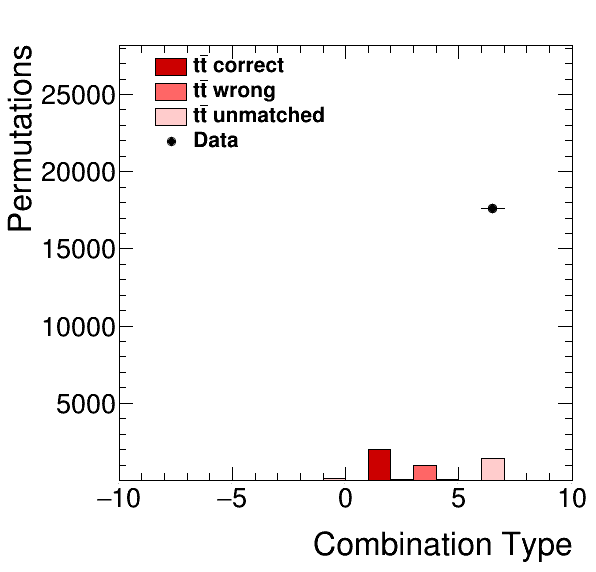 Permutations
tt̄ correct
tt̄ wrong
tt̄ unmatched
Data
25000
20000
15000
10000
5000
−10
−5
0
5
10
Combination Type